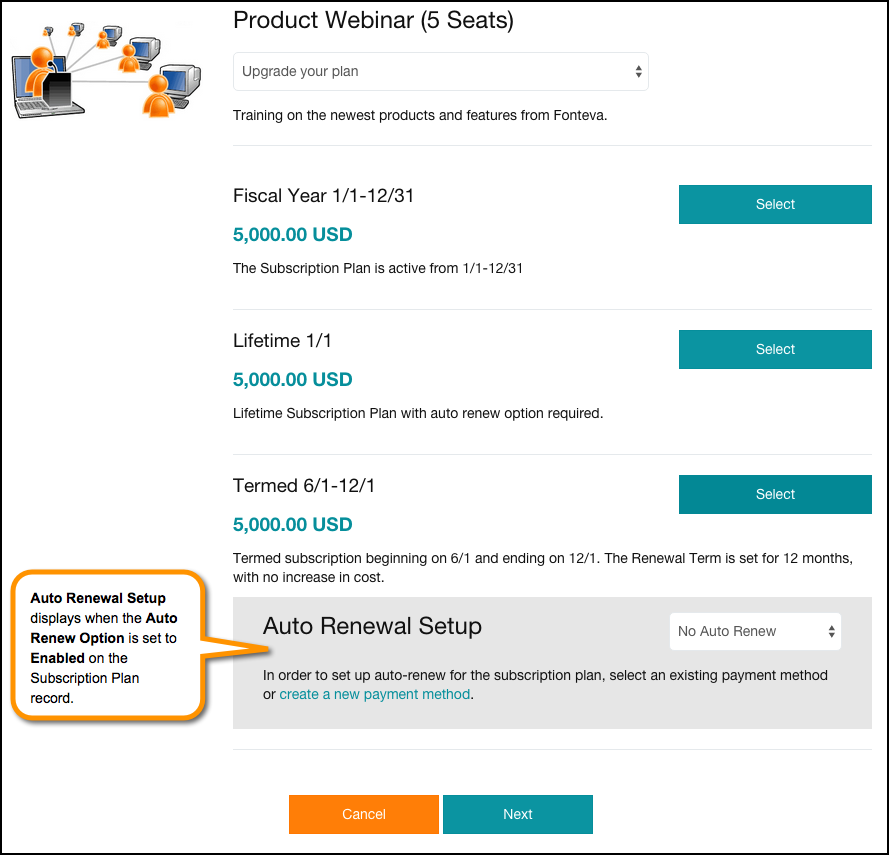 Product Webinar (5 Seats)
Upgrade your plan
Training on the newest products and features from Fonteva.
Fiscal Year 1/1-12/31
Select
5,000.00 USD
The Subscription Plan is active from 1/1-12/31
Lifetime 1/1
Select
5,000.00 USD
Lifetime Subscription Plan with auto renew option required.
Termed 6/1-12/1
Select
5,000.00 USD
Termed subscription beginning on 6/1 and ending on 12/1. The Renewal Term is set for 12 months,
with no increase in cost.
Auto Renewal Setup
displays when the Auto
Renew Option is set to
Enabled on the
Subscription Plan
record.
Auto Renewal Setup
No Auto Renew
In order to set up auto-renew for the subscription plan, select an existing payment method
or create a new payment method.
Cancel
Next